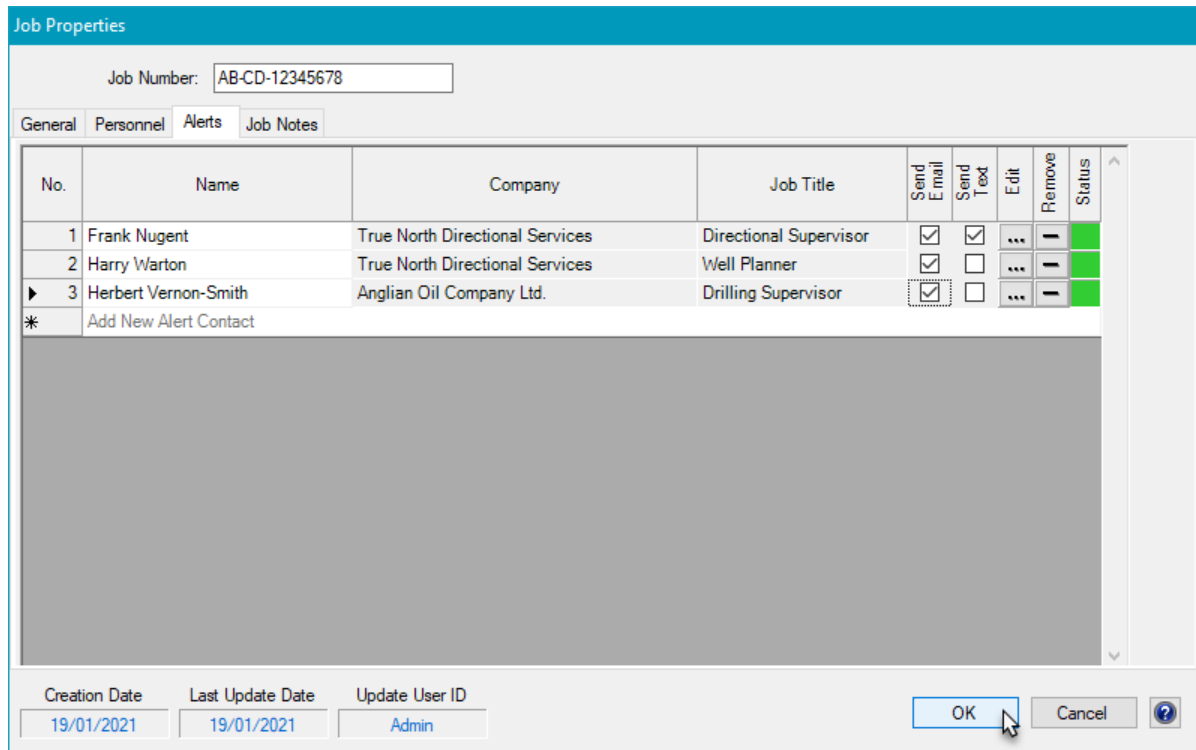 Job Properties
Job Number: AB-CD-12345678
General Personnel Alerts Job Notes
No. Name Company Job Title Send Email Send Text Edit Remove Status
1 Frank Nugent True North Directional Services Directional Supervisor ... 
2 Harry Warton True North Directional Services Well Planner ...
3 Herbert Vernon-Smith Anglian Oil Company Ltd. Drilling Supervisor ...
Add New Alert Contact
Creation Date Last Update Date Update User ID
19/01/2021 19/01/2021 Admin
OK Cancel ?